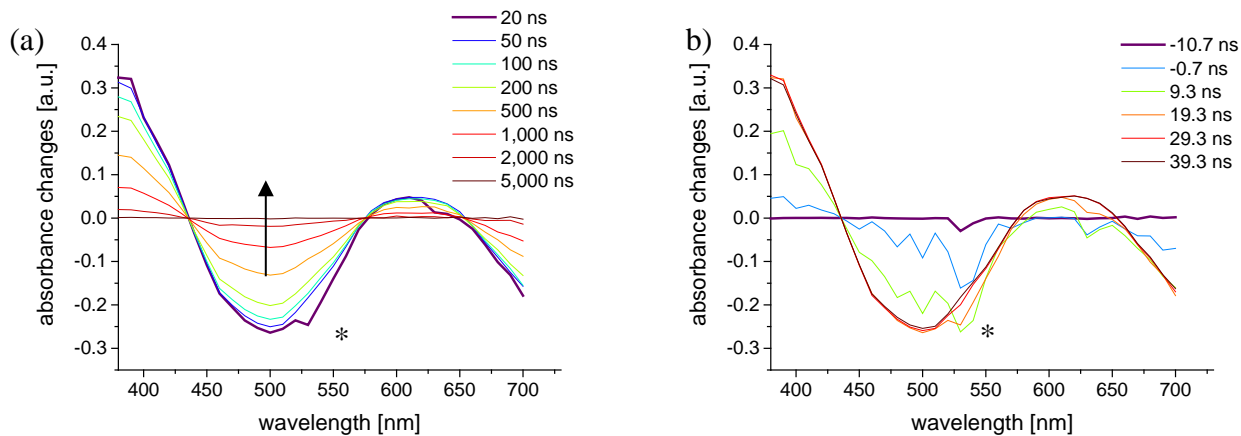 (a)
absorbance changes [a.u.]
0.4
0.3
0.2
0.1
0.0
-0.1
-0.2
-0.3
400 450 500 550 600 650 700
wavelength [nm]
20 ns
50 ns
100 ns
200 ns
500 ns
1,000 ns
2,000 ns
5,000 ns
*
b)
absorbance changes [a.u.]
0.4
0.3
0.2
0.1
0.0
-0.1
-0.2
-0.3
400 450 500 550 600 650 700
wavelength [nm]
-10.7 ns
-0.7 ns
9.3 ns
19.3 ns
29.3 ns
39.3 ns
*